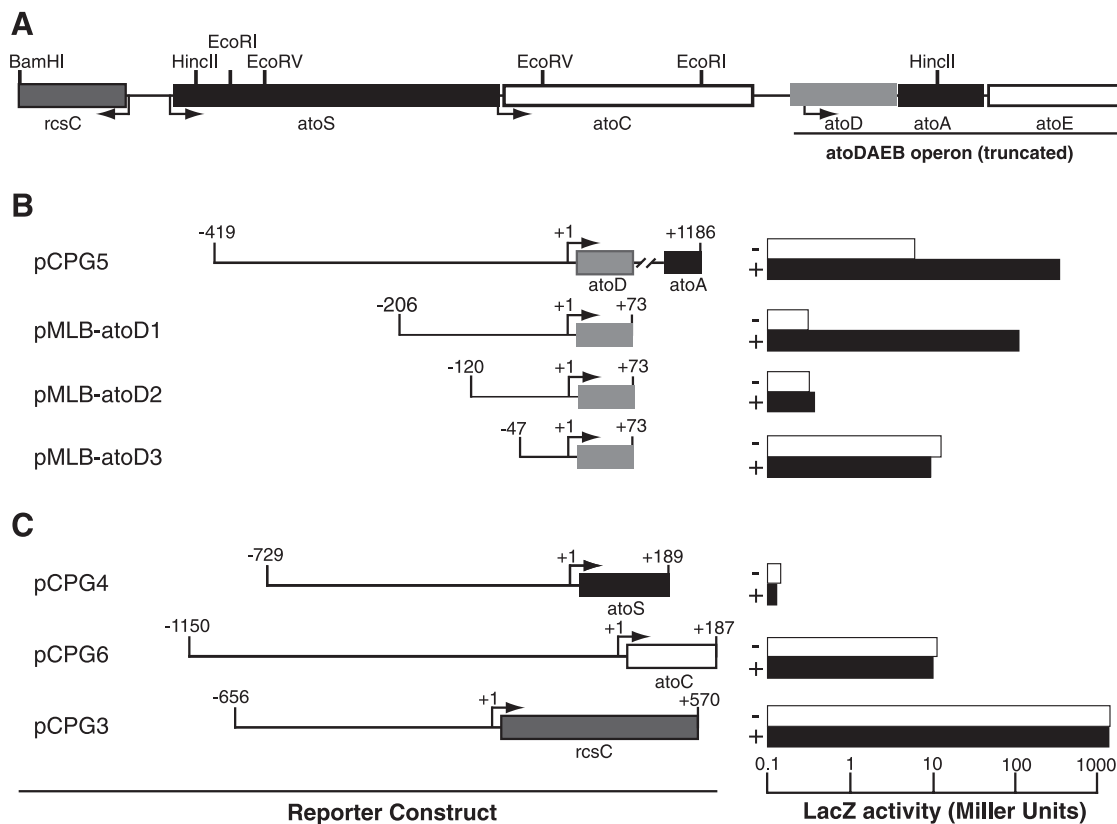 A
BamHI HincII EcoRI EcoRV EcoRV EcoRI HincII
rcsC atoS atoC atoD atoA atoE
atoDAEB operon (truncated)
B
pCPG5 -419 +1 +1186 - +
atoD atoA
pMLB-atoD1 -206 +1 +73 - +
pMLB-atoD2 -120 +1 +73 - +
pMLB-atoD3 -47 +1 +73 - +
C
pCPG4 -729 +1 +189 - +
atoS
pCPG6 -1150 +1 +187 - +
atoC
pCPG3 -656 +1 +570 - +
rcsC
0.1 1 10 100 1000
Reporter Construct LacZ activity (Miller Units)